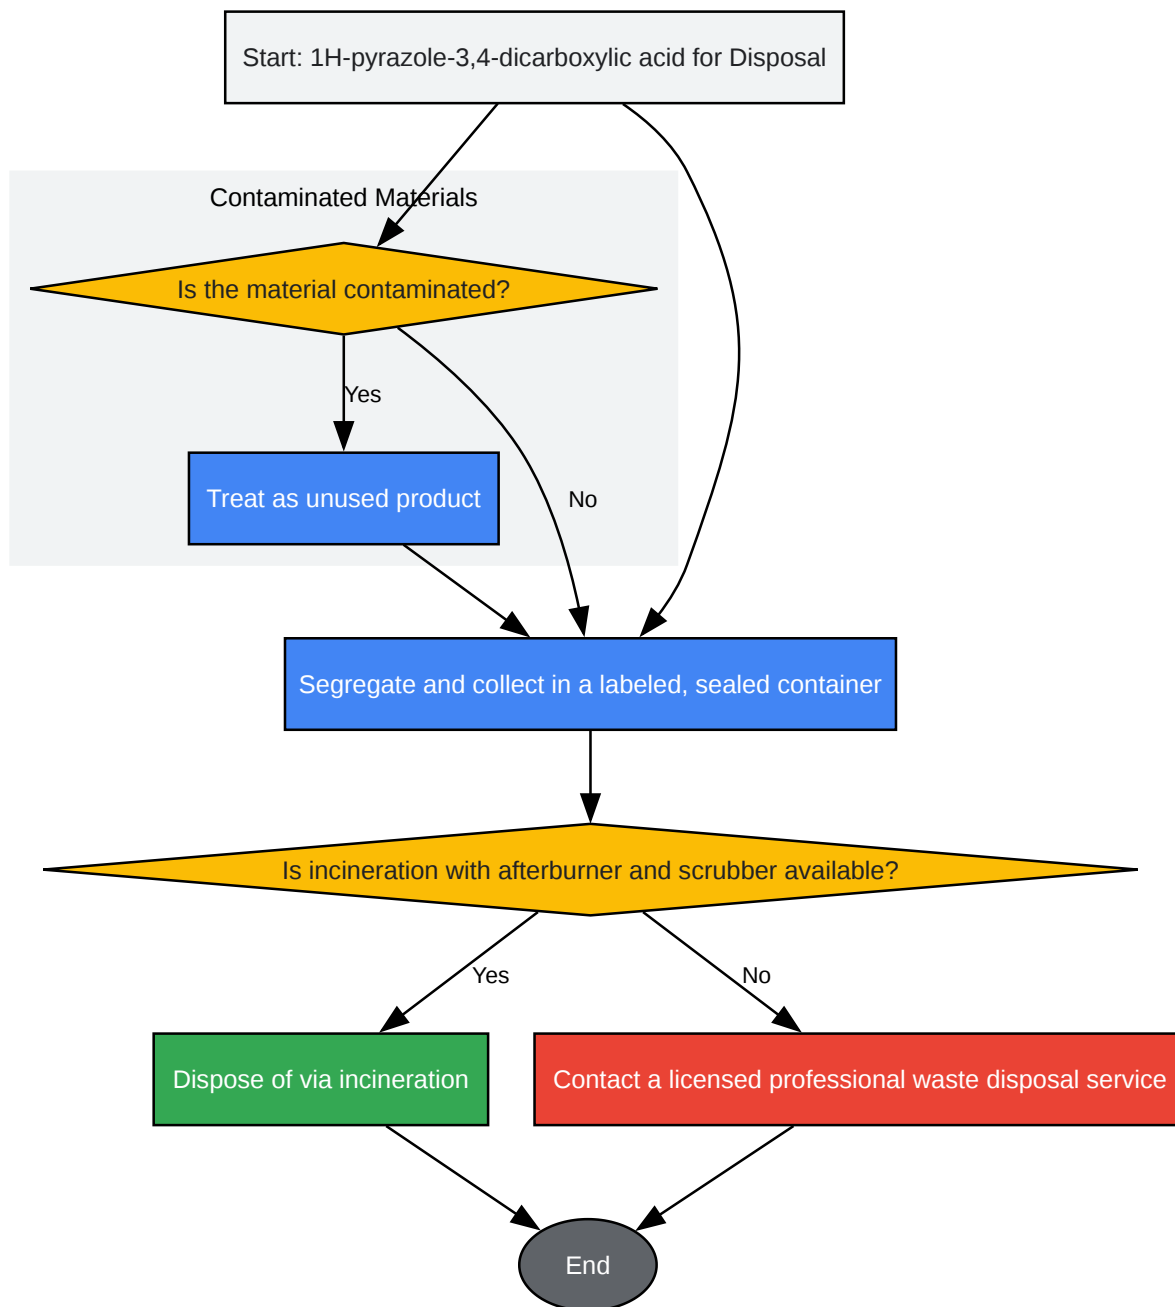 Start: 1H-pyrazole-3,4-dicarboxylic acid for Disposal
Contaminated Materials
Is the material contaminated?
Yes
Treat as unused product
No
Segregate and collect in a labeled, sealed container
Is incineration with afterburner and scrubber available?
Yes
No
Dispose of via incineration
Contact a licensed professional waste disposal service
End